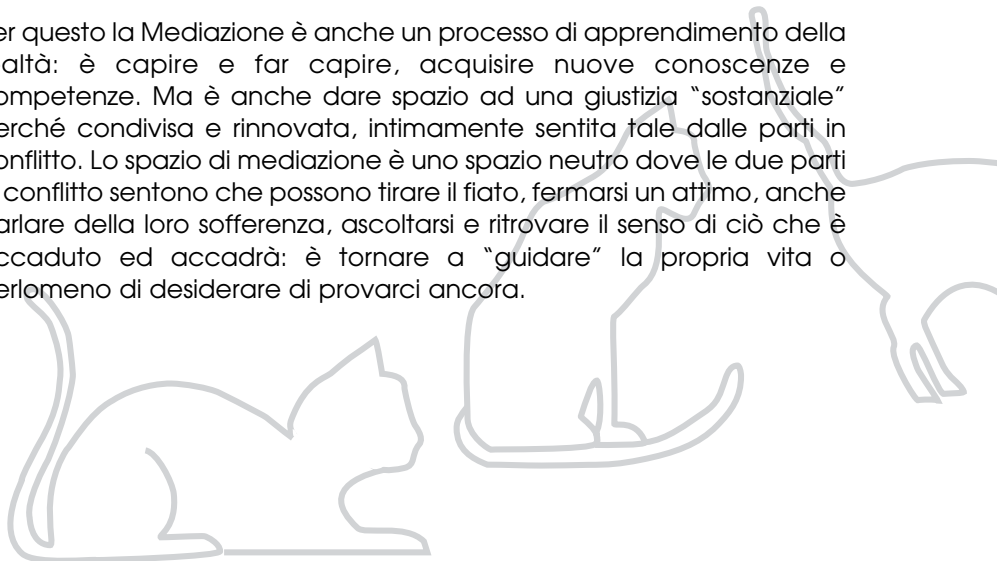 er questo la Mediazione è anche un processo di apprendimento della
altà: è capire e far capire, acquisire nuove conoscenze e
ompetenze. Ma è anche dare spazio ad una giustizia “sostanziale”
erché condivisa e rinnovata, intimamente sentita tale dalle parti in
onflitto. Lo spazio di mediazione è uno spazio neutro dove le due parti
conflitto sentono che possono tirare il fiato, fermarsi un attimo, anche
arlare della loro sofferenza, ascoltarsi e ritrovare il senso di ciò che è
ccaduto ed accadrà: è tornare a “guidare” la propria vita o
erlomeno di desiderare di provarci ancora.